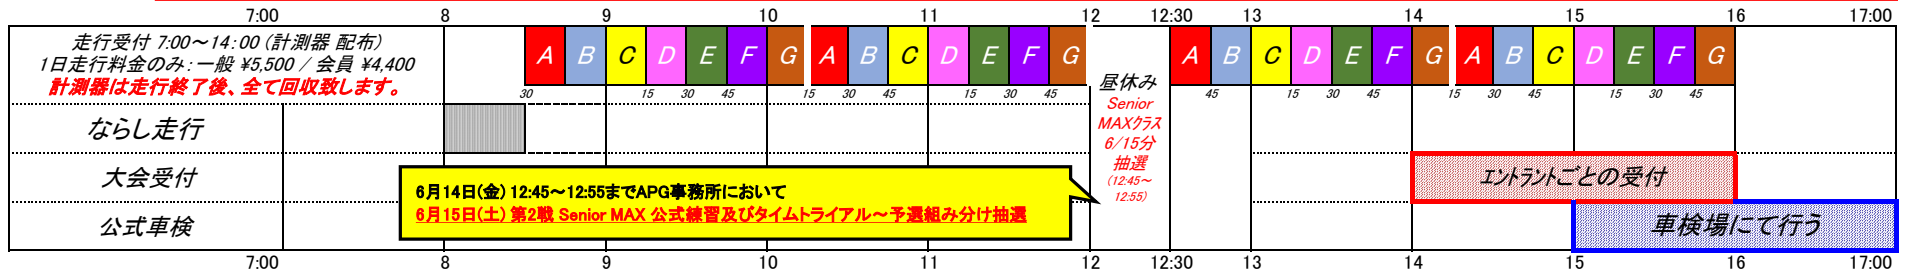 7:00 8 9 10 11 12 12:30 13 14 15 16 17:00
走行受付 7:00～14:00 (計測器 配布)
1日走行料金のみ:一般 ¥5,500 / 会員 ¥4,400
計測器は走行終了後、全て回収致します。
A B C D E F G A B C D E F G A B C D E F G A B C D E F G
30 15 30 45 15 30 45 15 30 45 45 15 30 45 15 30 45 15 30 45
昼休み
Senior
MAXクラス
6/15分
抽選
(12:45～
12:55)
ならし走行
大会受付
エントラントごとの受付
6月14日(金) 12:45～12:55までAPG事務所において
6月15日(土) 第2戦 Senior MAX 公式練習及びタイムトライアル～予選組み分け抽選
公式車検
車検場にて行う
7:00 8 9 10 11 12 12:30 13 14 15 16 17:00